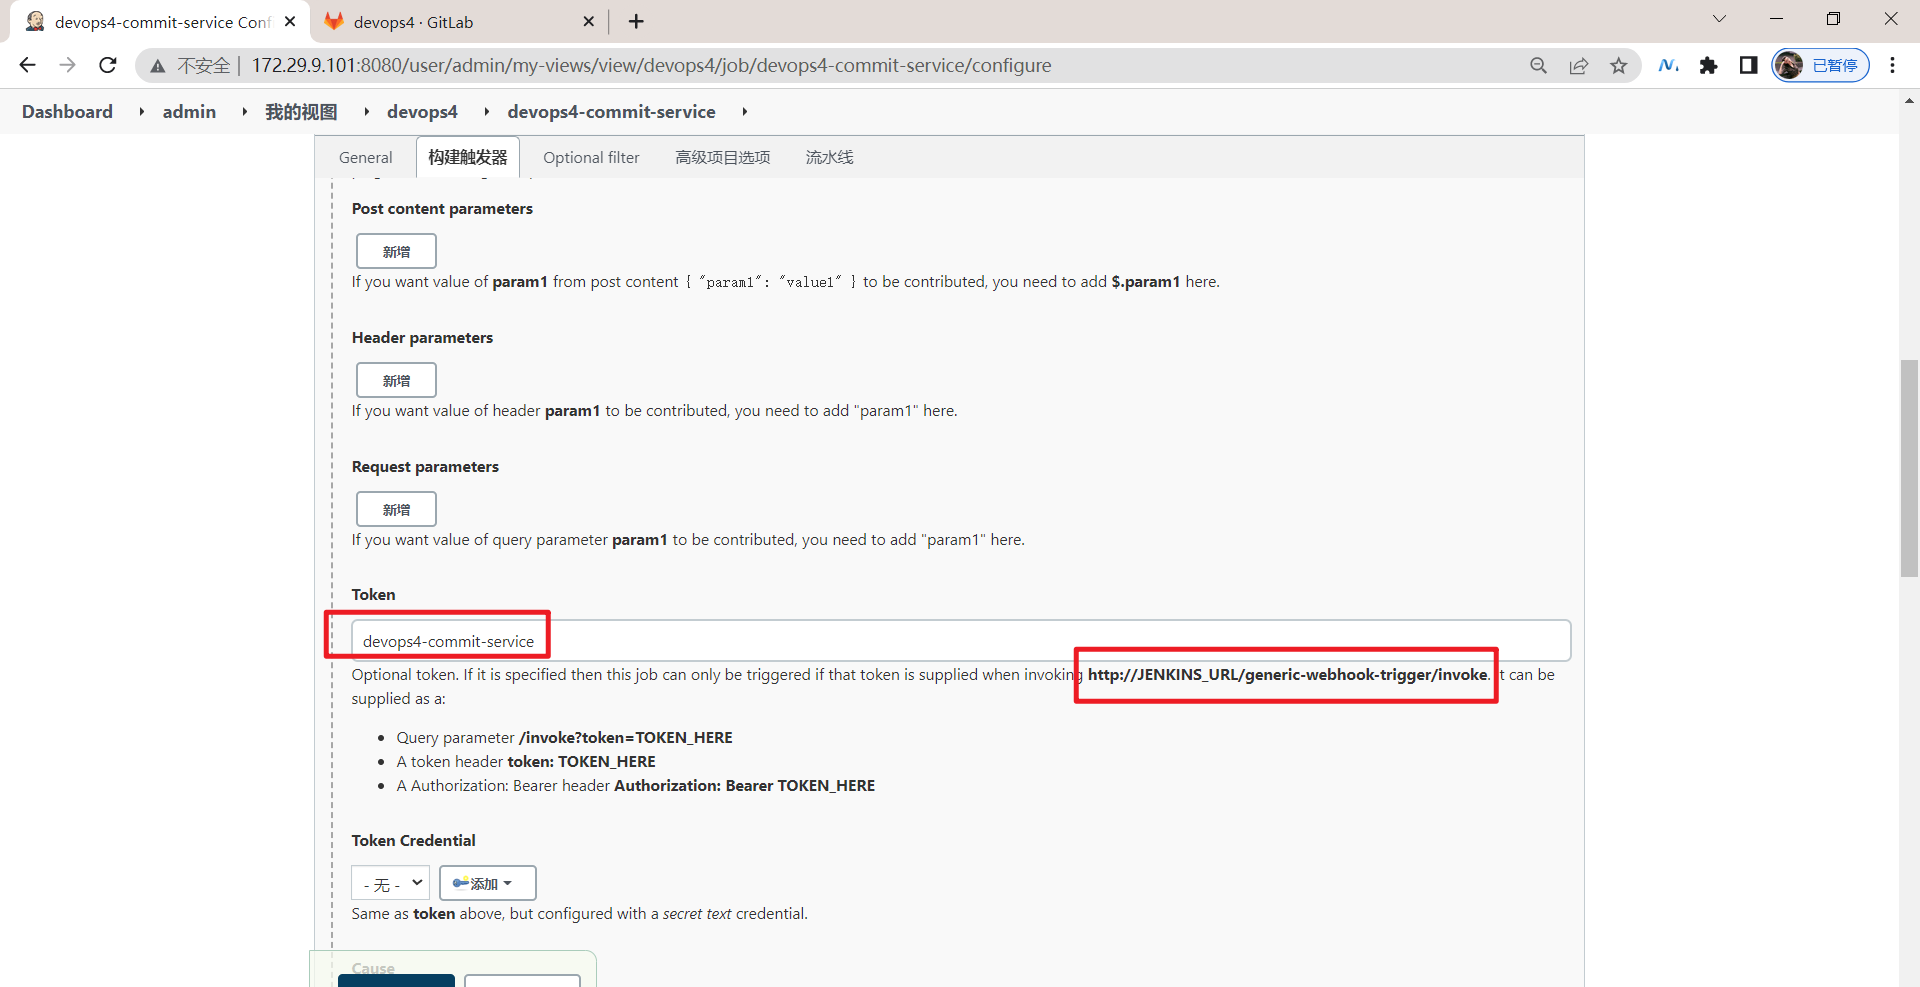 devops4-commit-service Conf
devops4 · GitLab
不安全 | 172.29.9.101:8080/user/admin/my-views/view/devops4/job/devops4-commit-service/configure
已暂停
Dashboard admin 我的视图 devops4 devops4-commit-service
General 构建触发器 Optional filter 高级项目选项 流水线
Post content parameters
新增
If you want value of param1 from post content { "param1": "value1" } to be contributed, you need to add $.param1 here.
Header parameters
新增
If you want value of header param1 to be contributed, you need to add "param1" here.
Request parameters
新增
If you want value of query parameter param1 to be contributed, you need to add "param1" here.
Token
devops4-commit-service
Optional token. If it is specified then this job can only be triggered if that token is supplied when invoking http://JENKINS_URL/generic-webhook-trigger/invoke. It can be
supplied as a:
Query parameter /invoke?token=TOKEN_HERE
A token header token: TOKEN_HERE
A Authorization: Bearer header Authorization: Bearer TOKEN_HERE
Token Credential
- 无 -
添加
Same as token above, but configured with a secret text credential.
Cause